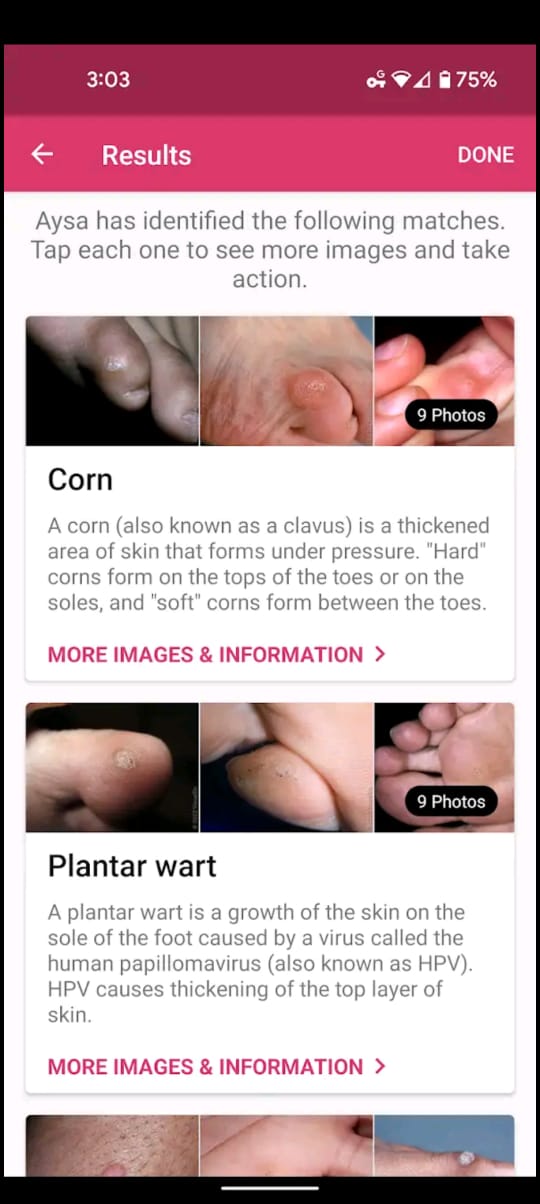 3:03
G
75%
Results
DONE
Aysa has identified the following matches.
Tap each one to see more images and take
action.
9 Photos
Corn
A corn (also known as a clavus) is a thickened
area of skin that forms under pressure. "Hard"
corns form on the tops of the toes or on the
soles, and "soft" corns form between the toes.
MORE IMAGES & INFORMATION >
9 Photos
Plantar wart
A plantar wart is a growth of the skin on the
sole of the foot caused by a virus called the
human papillomavirus (also known as HPV).
HPV causes thickening of the top layer of
skin.
MORE IMAGES & INFORMATION >